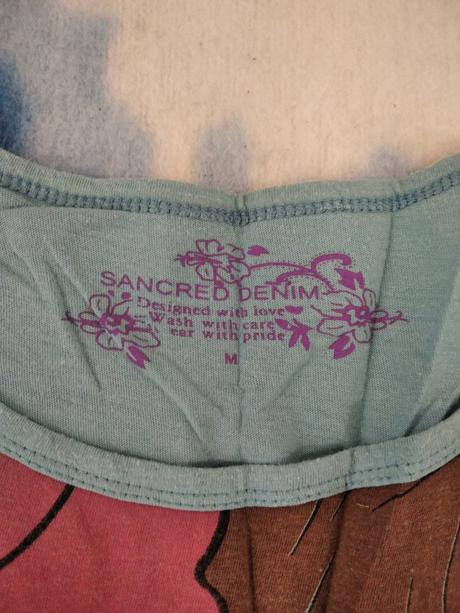 SANCRED DENIM
Designed with love
Wash with care
ear with pride
M